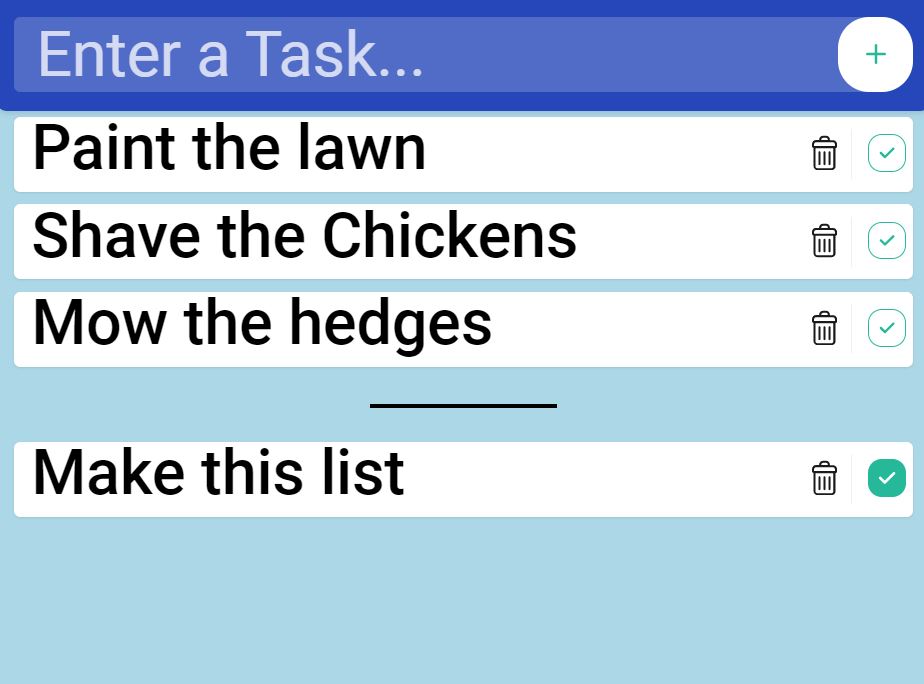 Enter a Task...
Paint the lawn
Shave the Chickens
Mow the hedges
Make this list